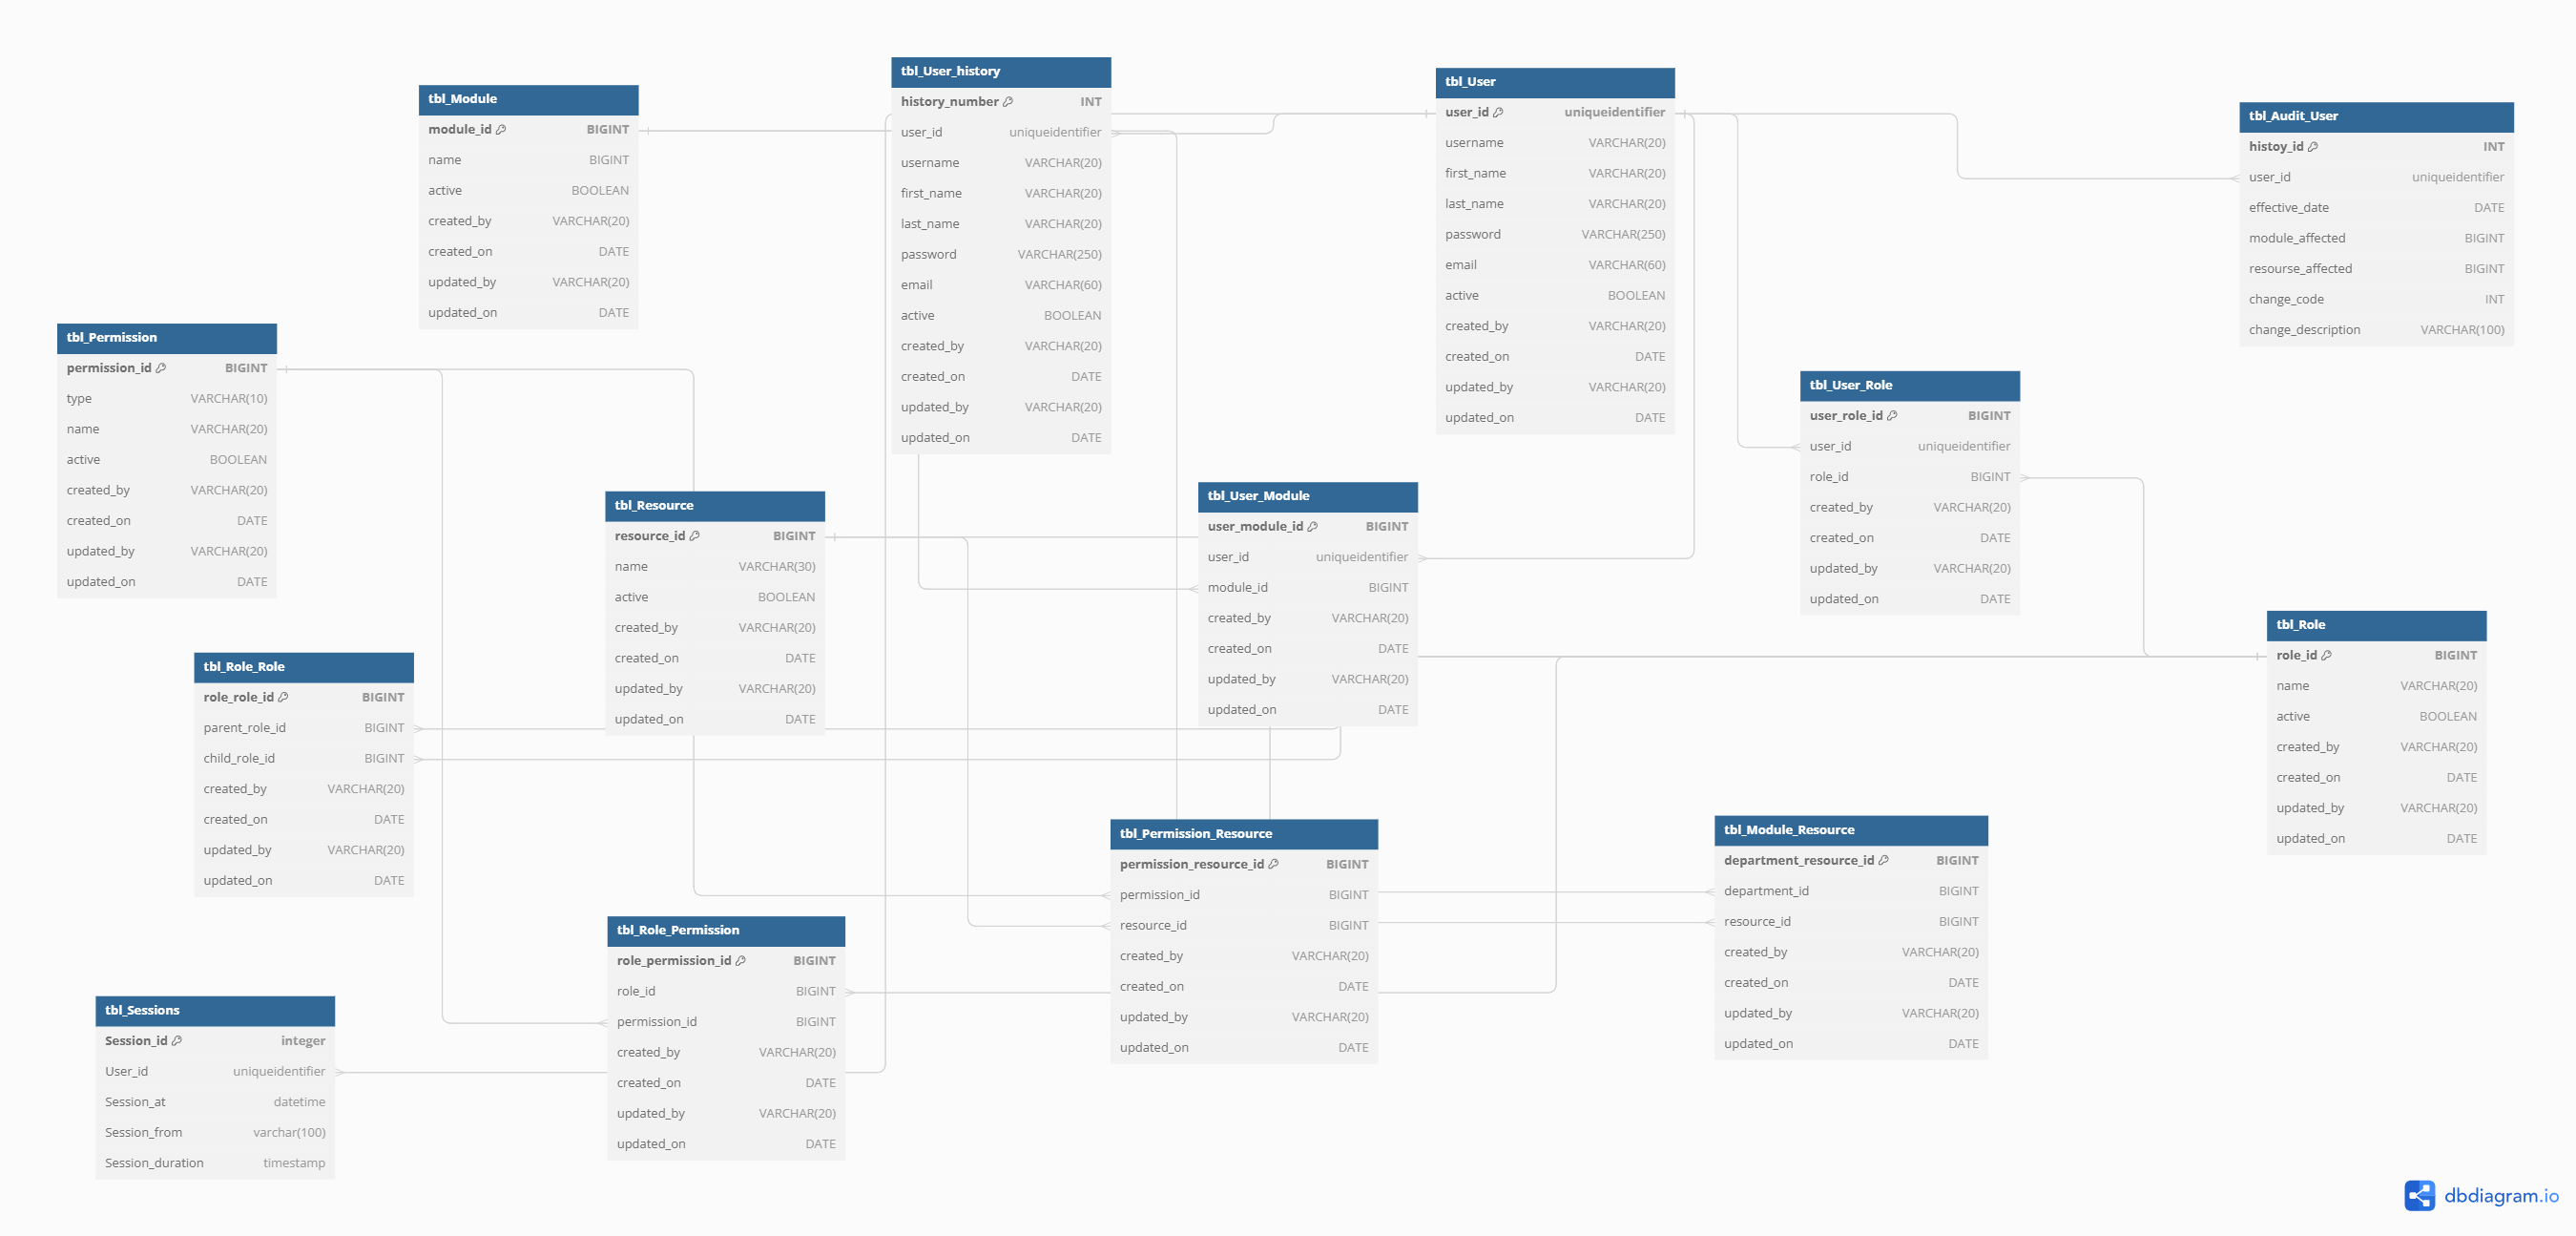 tbl_User_history
history_number INT
user_id uniqueidentifier
username VARCHAR(20)
first_name VARCHAR(20)
last_name VARCHAR(20)
password VARCHAR(250)
email VARCHAR(60)
active BOOLEAN
created_by VARCHAR(20)
created_on DATE
updated_by VARCHAR(20)
updated_on DATE
tbl_User
user_id uniqueidentifier
username VARCHAR(20)
first_name VARCHAR(20)
last_name VARCHAR(20)
password VARCHAR(250)
email VARCHAR(60)
active BOOLEAN
created_by VARCHAR(20)
created_on DATE
updated_by VARCHAR(20)
updated_on DATE
tbl_Module
module_id BIGINT
name BIGINT
active BOOLEAN
created_by VARCHAR(20)
created_on DATE
updated_by VARCHAR(20)
updated_on DATE
tbl_Audit_User
histoy_id INT
user_id uniqueidentifier
effective_date DATE
module_affected BIGINT
resourse_affected BIGINT
change_code INT
change_description VARCHAR(100)
tbl_Permission
permission_id BIGINT
type VARCHAR(10)
name VARCHAR(20)
active BOOLEAN
created_by VARCHAR(20)
created_on DATE
updated_by VARCHAR(20)
updated_on DATE
tbl_User_Role
user_role_id BIGINT
user_id uniqueidentifier
role_id BIGINT
created_by VARCHAR(20)
created_on DATE
updated_by VARCHAR(20)
updated_on DATE
tbl_Resource
resource_id BIGINT
name VARCHAR(30)
active BOOLEAN
created_by VARCHAR(20)
created_on DATE
updated_by VARCHAR(20)
updated_on DATE
tbl_User_Module
user_module_id BIGINT
user_id uniqueidentifier
module_id BIGINT
created_by VARCHAR(20)
created_on DATE
updated_by VARCHAR(20)
updated_on DATE
tbl_Role
role_id BIGINT
name VARCHAR(20)
active BOOLEAN
created_by VARCHAR(20)
created_on DATE
updated_by VARCHAR(20)
updated_on DATE
tbl_Role_Role
role_role_id BIGINT
parent_role_id BIGINT
child_role_id BIGINT
created_by VARCHAR(20)
created_on DATE
updated_by VARCHAR(20)
updated_on DATE
tbl_Permission_Resource
permission_resource_id BIGINT
permission_id BIGINT
resource_id BIGINT
created_by VARCHAR(20)
created_on DATE
updated_by VARCHAR(20)
updated_on DATE
tbl_Module_Resource
department_resource_id BIGINT
department_id BIGINT
resource_id BIGINT
created_by VARCHAR(20)
created_on DATE
updated_by VARCHAR(20)
updated_on DATE
tbl_Role_Permission
role_permission_id BIGINT
role_id BIGINT
permission_id BIGINT
created_by VARCHAR(20)
created_on DATE
updated_by VARCHAR(20)
updated_on DATE
tbl_Sessions
Session_id integer
User_id uniqueidentifier
Session_at datetime
Session_from varchar(100)
Session_duration timestamp
dbdiagram.io